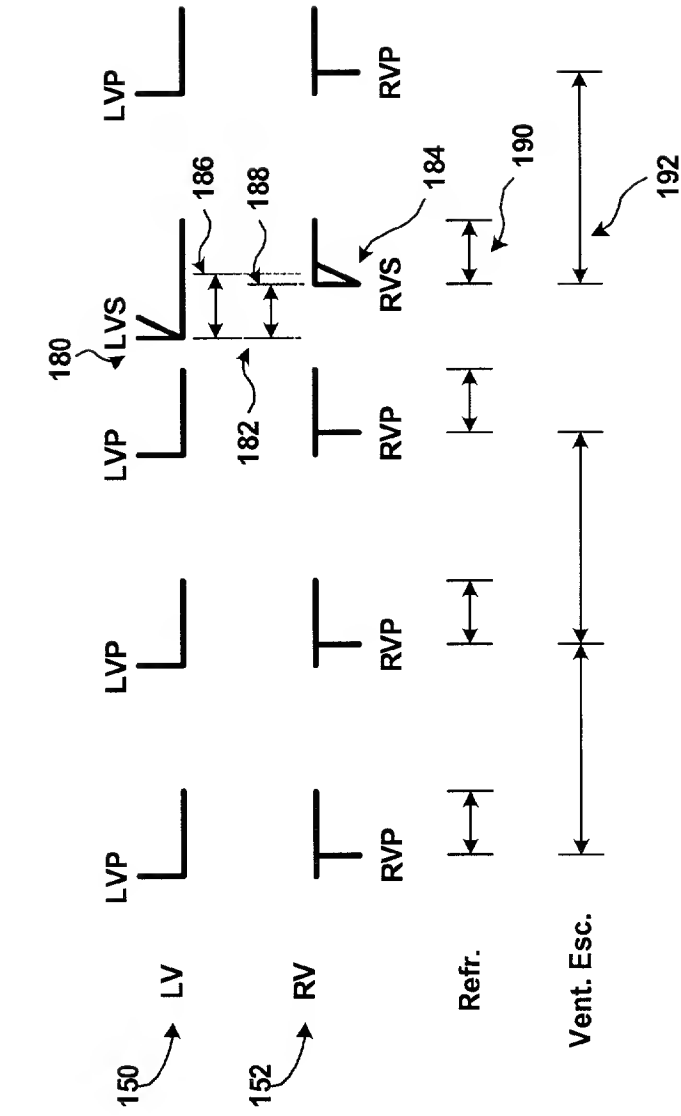 150
LV
LVP
LVP
LVP
180
LVS
LVP
186
188
182
152
RV
RVP
RVP
RVP
RVS
184
RVP
Refr.
190
Vent. Esc.
192